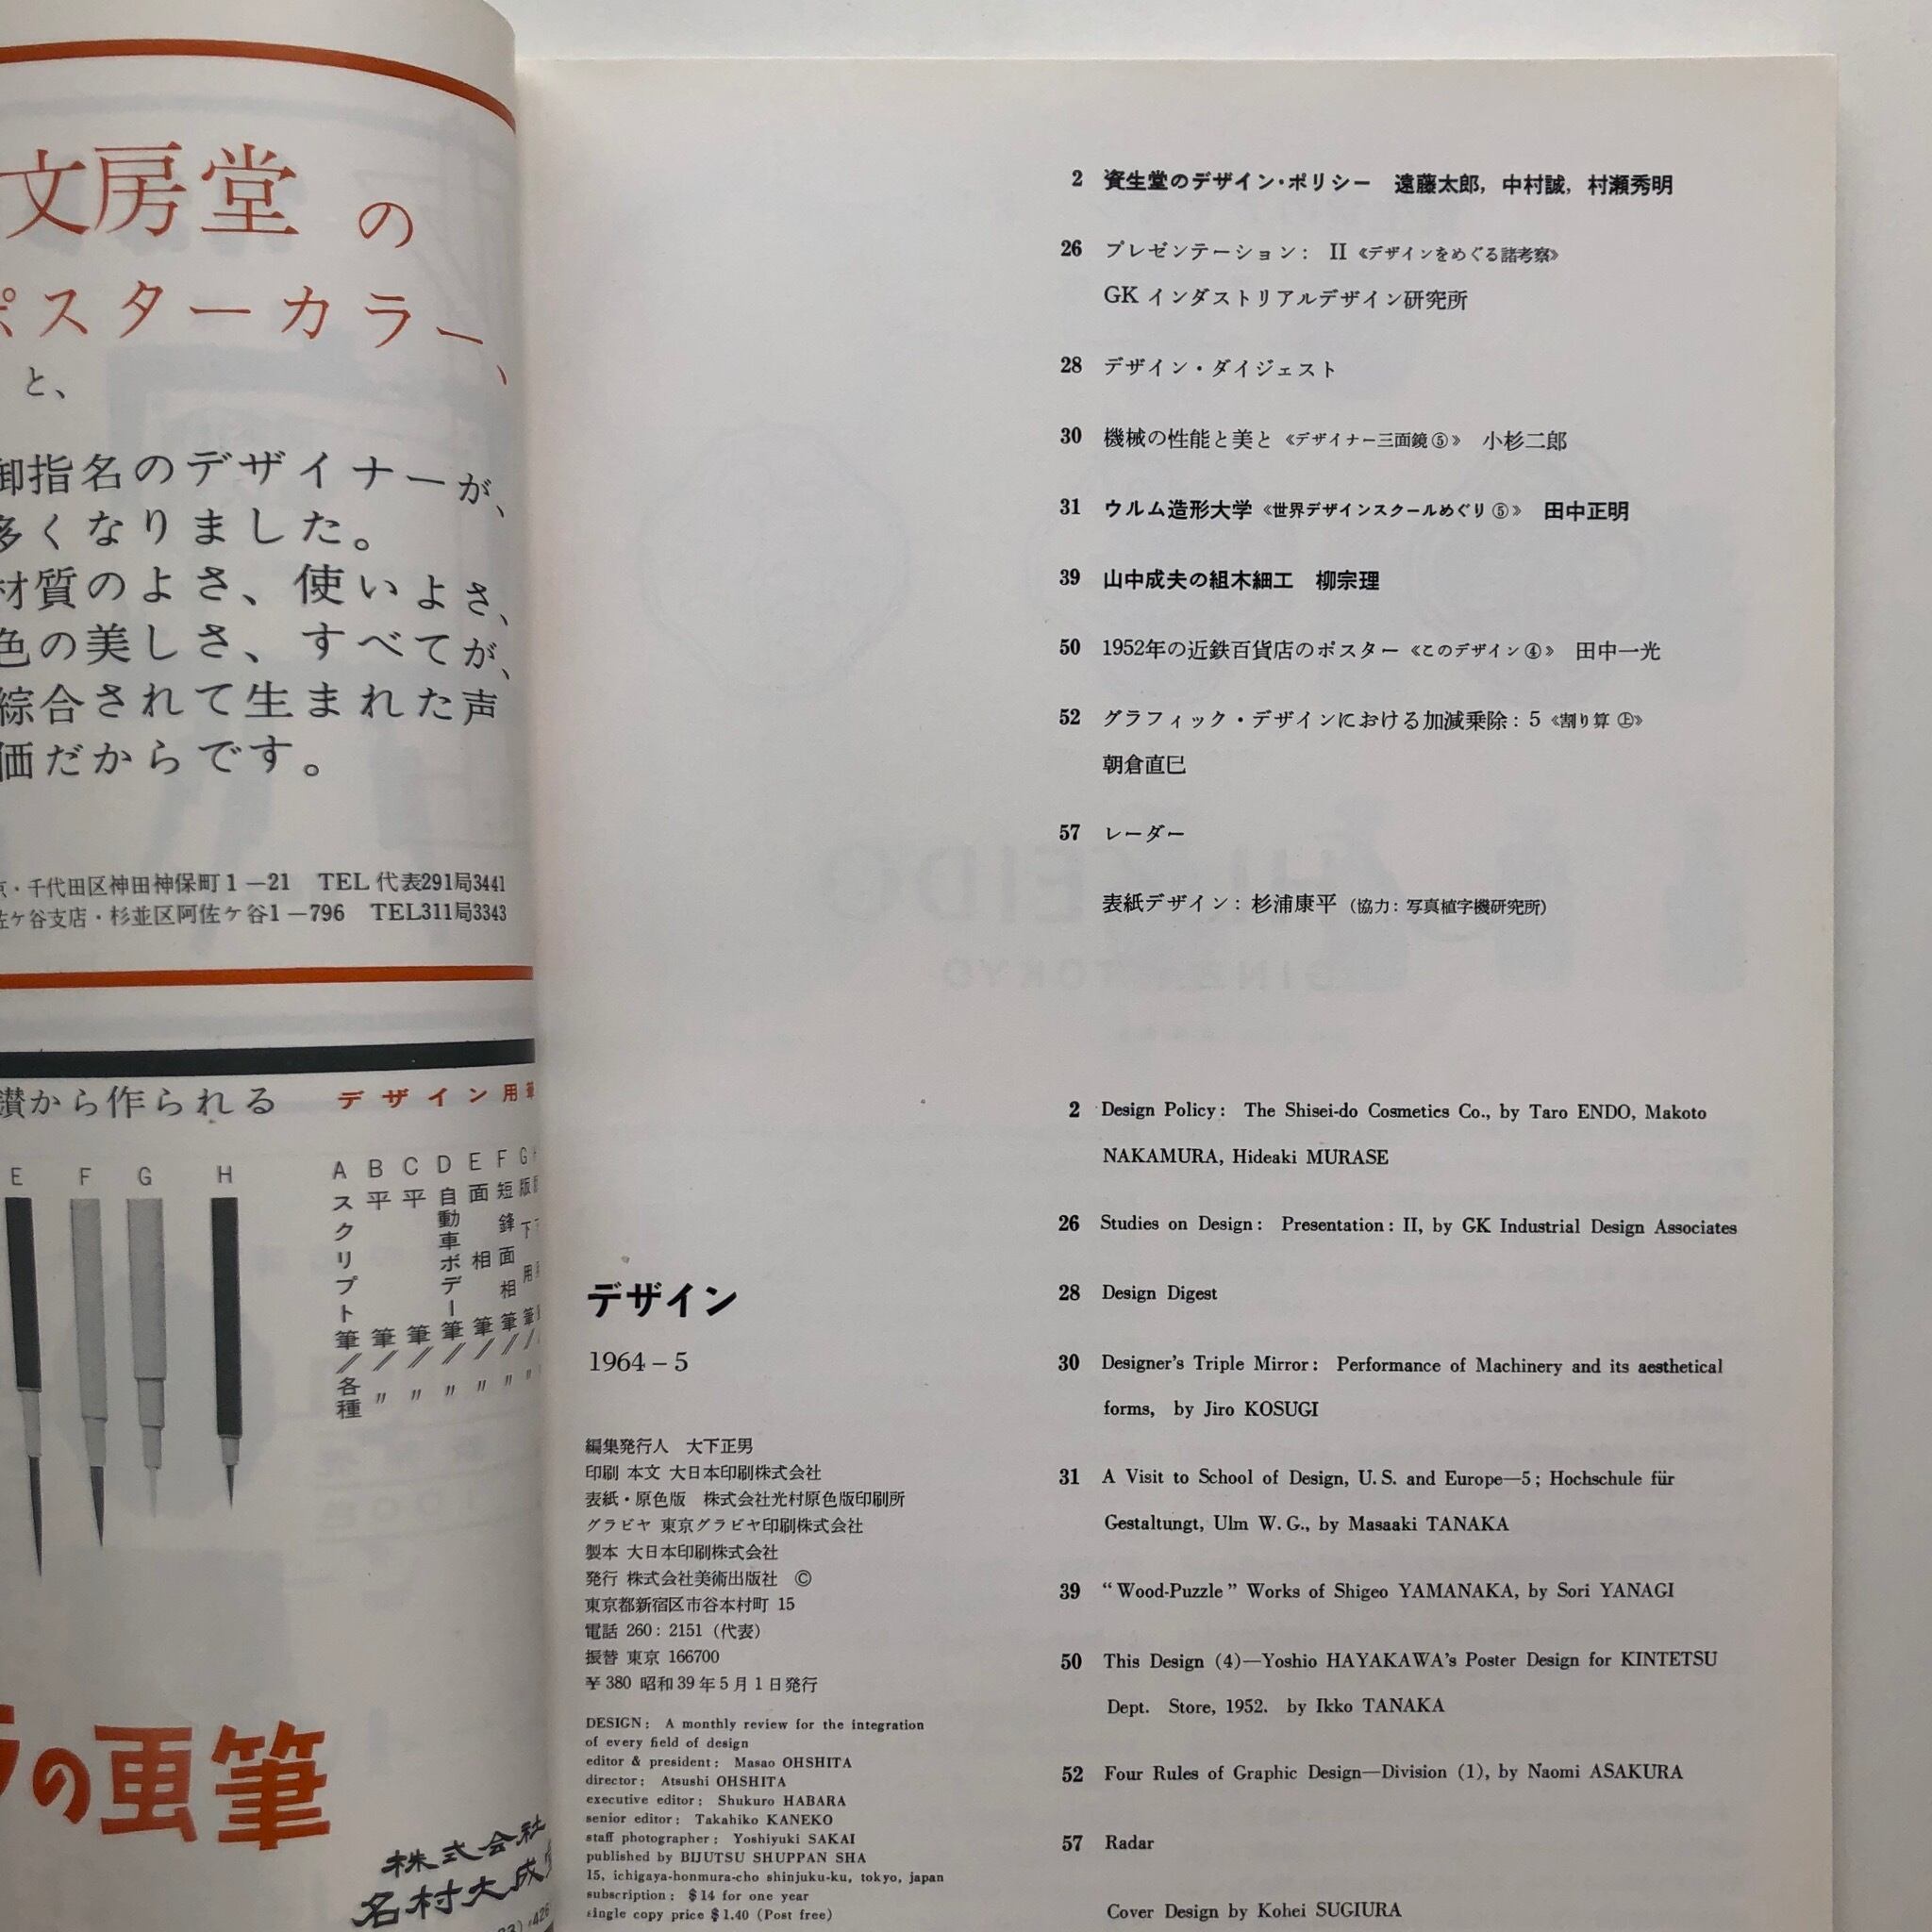 文房堂の
ポスターカラー、
と、
御指名のデザイナーが、
多くなりました。
材質のよさ、使いよさ、
色の美しさ、すべてが、
綜合されて生まれた声
価だからです。
・千代田区神田神保町1－21　TEL 代表291局3441
佐ケ谷支店・杉並区阿佐ケ谷1－796　TEL311局3343
から作られる
デザイン用筆
E F G H
A スクリプト筆／各種
B 平筆／〃
C 平筆／〃
D 自動車ボデー筆／〃
E 面相筆／〃
F 短鋒面相筆／〃
G 版下用筆／〃
の画筆
株式会社
名村大成
2 資生堂のデザイン・ポリシー　遠藤太郎，中村誠，村瀬秀明
26 プレゼンテーション： II 《デザインをめぐる諸考察》
GK インダストリアルデザイン研究所
28 デザイン・ダイジェスト
30 機械の性能と美と《デザイナー三面鏡⑤》　小杉二郎
31 ウルム造形大学《世界デザインスクールめぐり⑤》　田中正明
39 山中成夫の組木細工　柳宗理
50 1952年の近鉄百貨店のポスター《このデザイン④》　田中一光
52 グラフィック・デザインにおける加減乗除：5《割り算㊤》
朝倉直巳
57 レーダー
表紙デザイン：杉浦康平（協力：写真植字機研究所）
2 Design Policy: The Shisei-do Cosmetics Co., by Taro ENDO, Makoto
NAKAMURA, Hideaki MURASE
26 Studies on Design: Presentation: II, by GK Industrial Design Associates
28 Design Digest
30 Designer's Triple Mirror: Performance of Machinery and its aesthetical
forms, by Jiro KOSUGI
31 A Visit to School of Design, U.S. and Europe—5; Hochschule für
Gestaltungt, Ulm W.G., by Masaaki TANAKA
39 “Wood-Puzzle” Works of Shigeo YAMANAKA, by Sori YANAGI
50 This Design (4)—Yoshio HAYAKAWA's Poster Design for KINTETSU
Dept. Store, 1952. by Ikko TANAKA
52 Four Rules of Graphic Design—Division (1), by Naomi ASAKURA
57 Radar
Cover Design by Kohei SUGIURA
デザイン
1964－5
編集発行人　大下正男
印刷 本文 大日本印刷株式会社
表紙・原色版　株式会社光村原色版印刷所
グラビヤ 東京グラビヤ印刷株式会社
製本 大日本印刷株式会社
発行 株式会社美術出版社　©
東京都新宿区市谷本村町 15
電話 260：2151（代表）
振替 東京 166700
￥380 昭和39年5月1日発行
DESIGN: A monthly review for the integration
of every field of design
editor & president: Masao OHSHITA
director: Atsushi OHSHITA
executive editor: Shukuro HABARA
senior editor: Takahiko KANEKO
staff photographer: Yoshiyuki SAKAI
published by BIJUTSU SHUPPAN SHA
15, ichigaya-honmura-cho shinjuku-ku, tokyo, japan
subscription: $14 for one year
single copy price $1.40 (Post free)